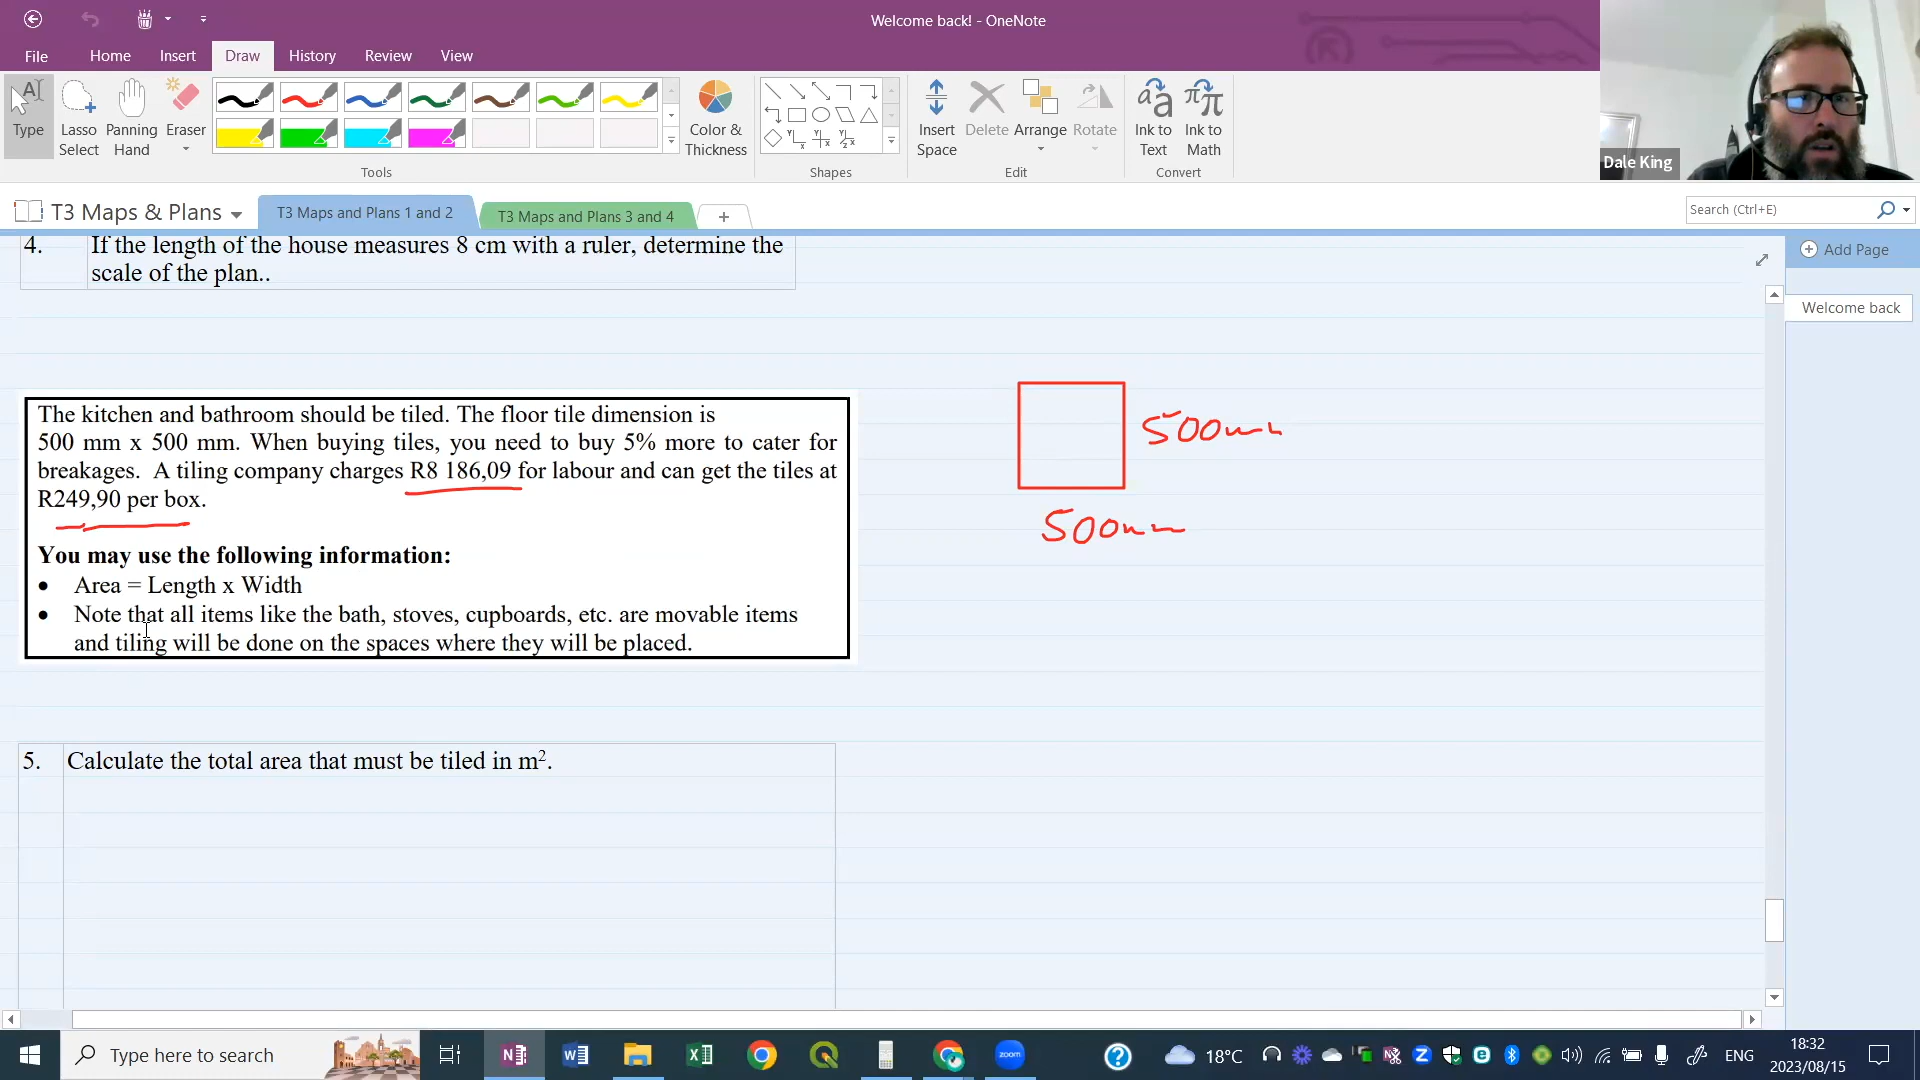 Welcome back! - OneNote
File
Home
Insert
Draw
History
Review
View
Type
Lasso
Select
Panning
Hand
Eraser
Color &
Thickness
Insert
Space
Delete
Arrange
Rotate
Ink to
Text
Ink to
Math
Tools
Shapes
Edit
Convert
Dale King
T3 Maps & Plans
T3 Maps and Plans 1 and 2
T3 Maps and Plans 3 and 4
Search (Ctrl+E)
Add Page
Welcome back
4. If the length of the house measures 8 cm with a ruler, determine the
scale of the plan..
The kitchen and bathroom should be tiled. The floor tile dimension is
500 mm x 500 mm. When buying tiles, you need to buy 5% more to cater for
breakages. A tiling company charges R8 186,09 for labour and can get the tiles at
R249,90 per box.
You may use the following information:
• Area = Length x Width
• Note that all items like the bath, stoves, cupboards, etc. are movable items
and tiling will be done on the spaces where they will be placed.
500mm
500mm
5. Calculate the total area that must be tiled in m².
Type here to search
zoom
18°C
ENG
18:32
2023/08/15